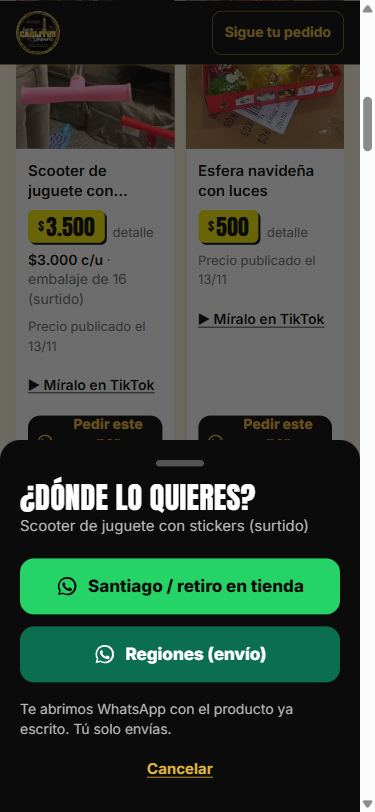 CARLITOS
Sigue tu pedido
Scooter de
juguete con...
$3.500 detalle
$3.000 c/u ·
embalaje de 16
(surtido)
Precio publicado el
13/11
▶ Míralo en TikTok
Pedir este
Esfera navideña
con luces
$500 detalle
Precio publicado el
13/11
▶ Míralo en TikTok
Pedir este
¿DÓNDE LO QUIERES?
Scooter de juguete con stickers (surtido)
Santiago / retiro en tienda
Regiones (envío)
Te abrimos WhatsApp con el producto ya
escrito. Tú solo envías.
Cancelar